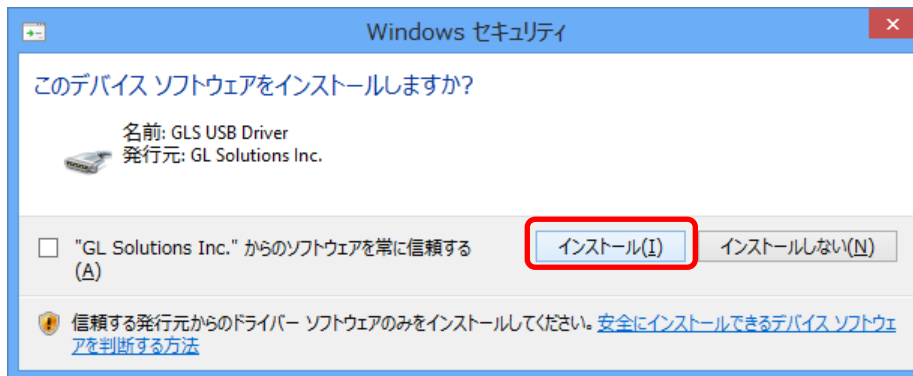 Windows セキュリティ
このデバイス ソフトウェアをインストールしますか?
名前: GLS USB Driver
発行元: GL Solutions Inc.
"GL Solutions Inc." からのソフトウェアを常に信頼する
(A)
インストール(I)
インストールしない(N)
信頼する発行元からのドライバー ソフトウェアのみをインストールしてください。安全にインストールできるデバイス ソフトウェ
アを判断する方法